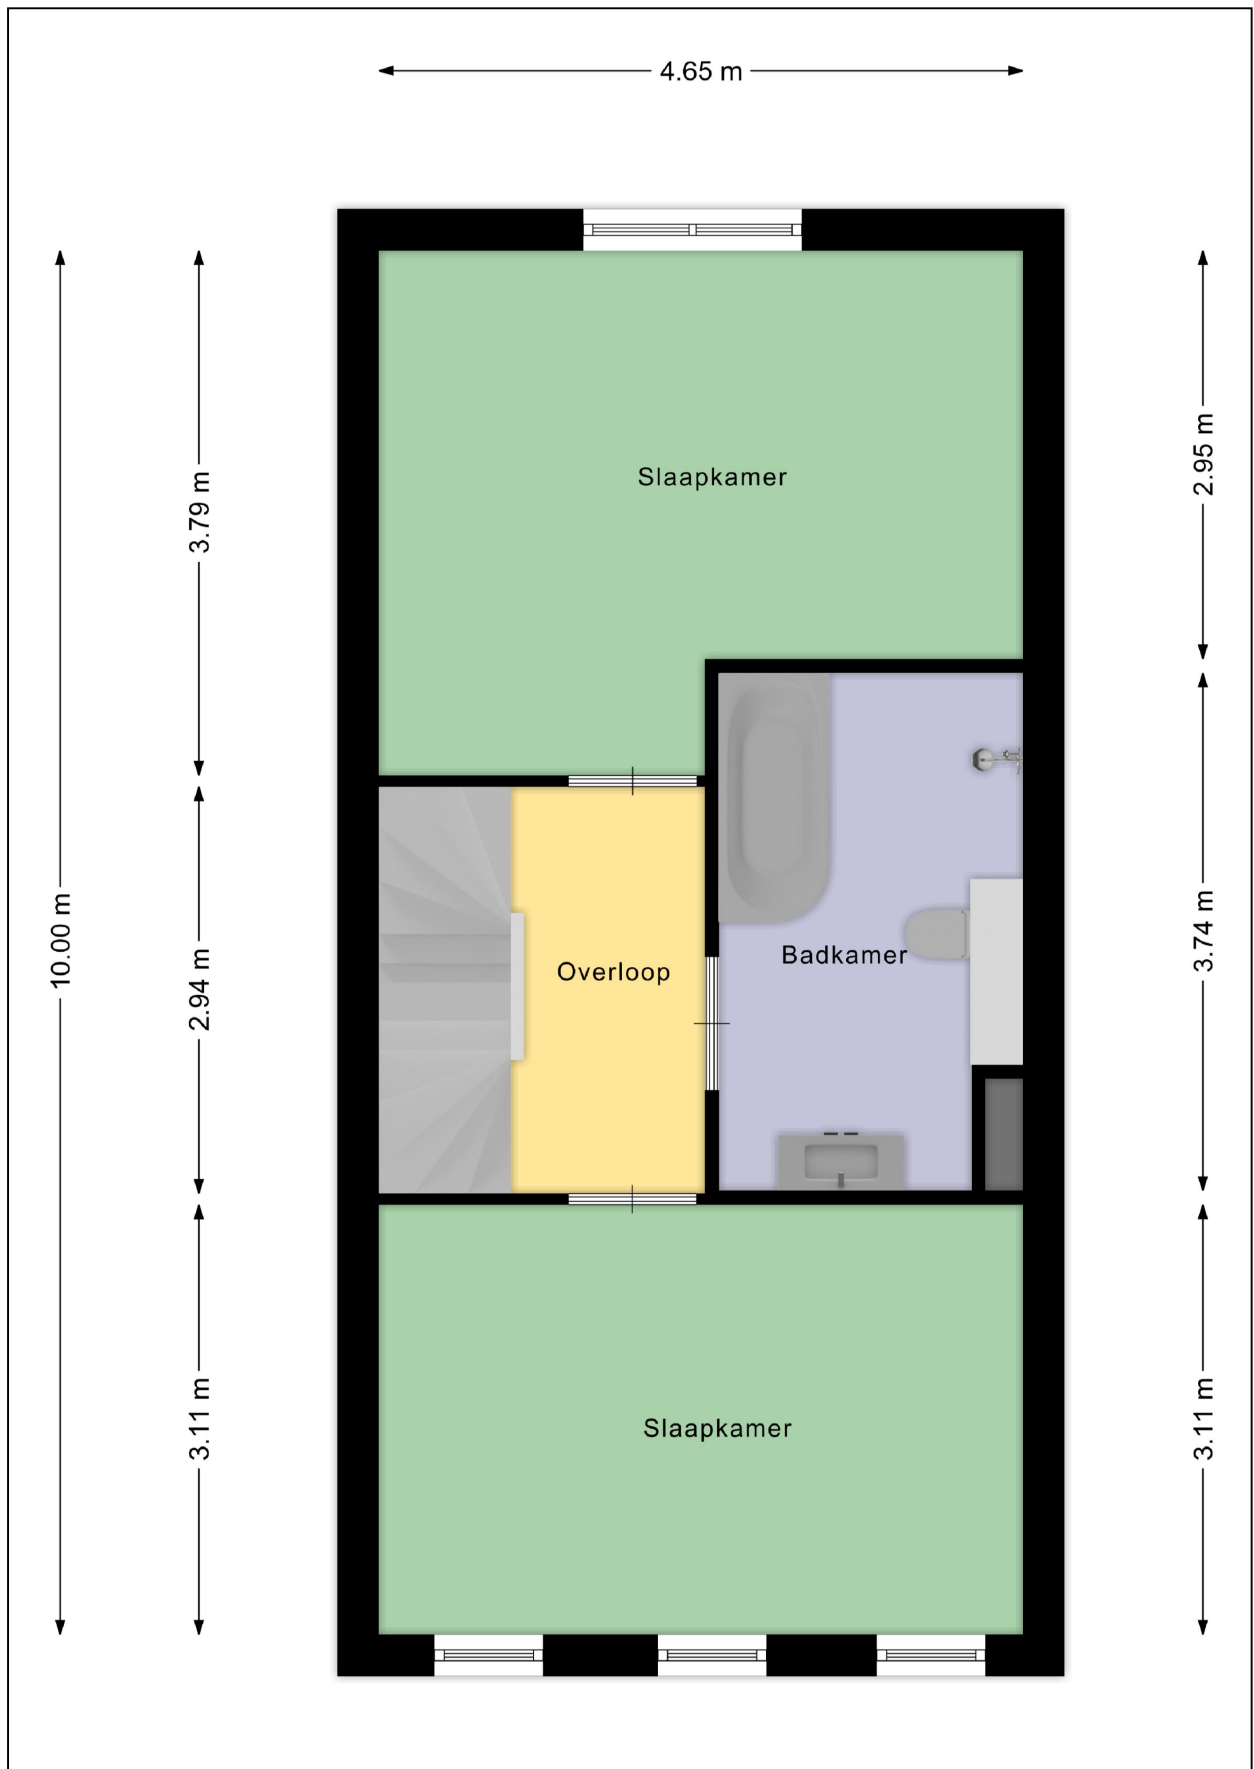 4.65 m
Slaapkamer
2.95 m
3.79 m
10.00 m
3.74 m
Badkamer
Overloop
2.94 m
3.11 m
3.11 m
Slaapkamer